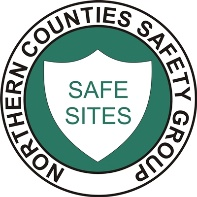 NORTHERN COUNTIES SAFETY GROUP
SAFE
SITES